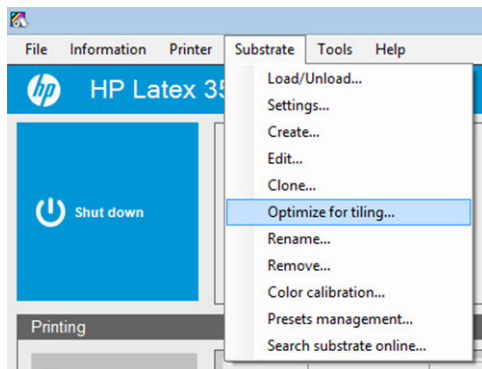 File Information Printer Substrate Tools Help
hp HP Latex 35
Load/Unload...
Settings...
Create...
Edit...
Clone...
Shut down
Optimize for tiling...
Rename...
Remove...
Color calibration...
Presets management...
Printing
Search substrate online...